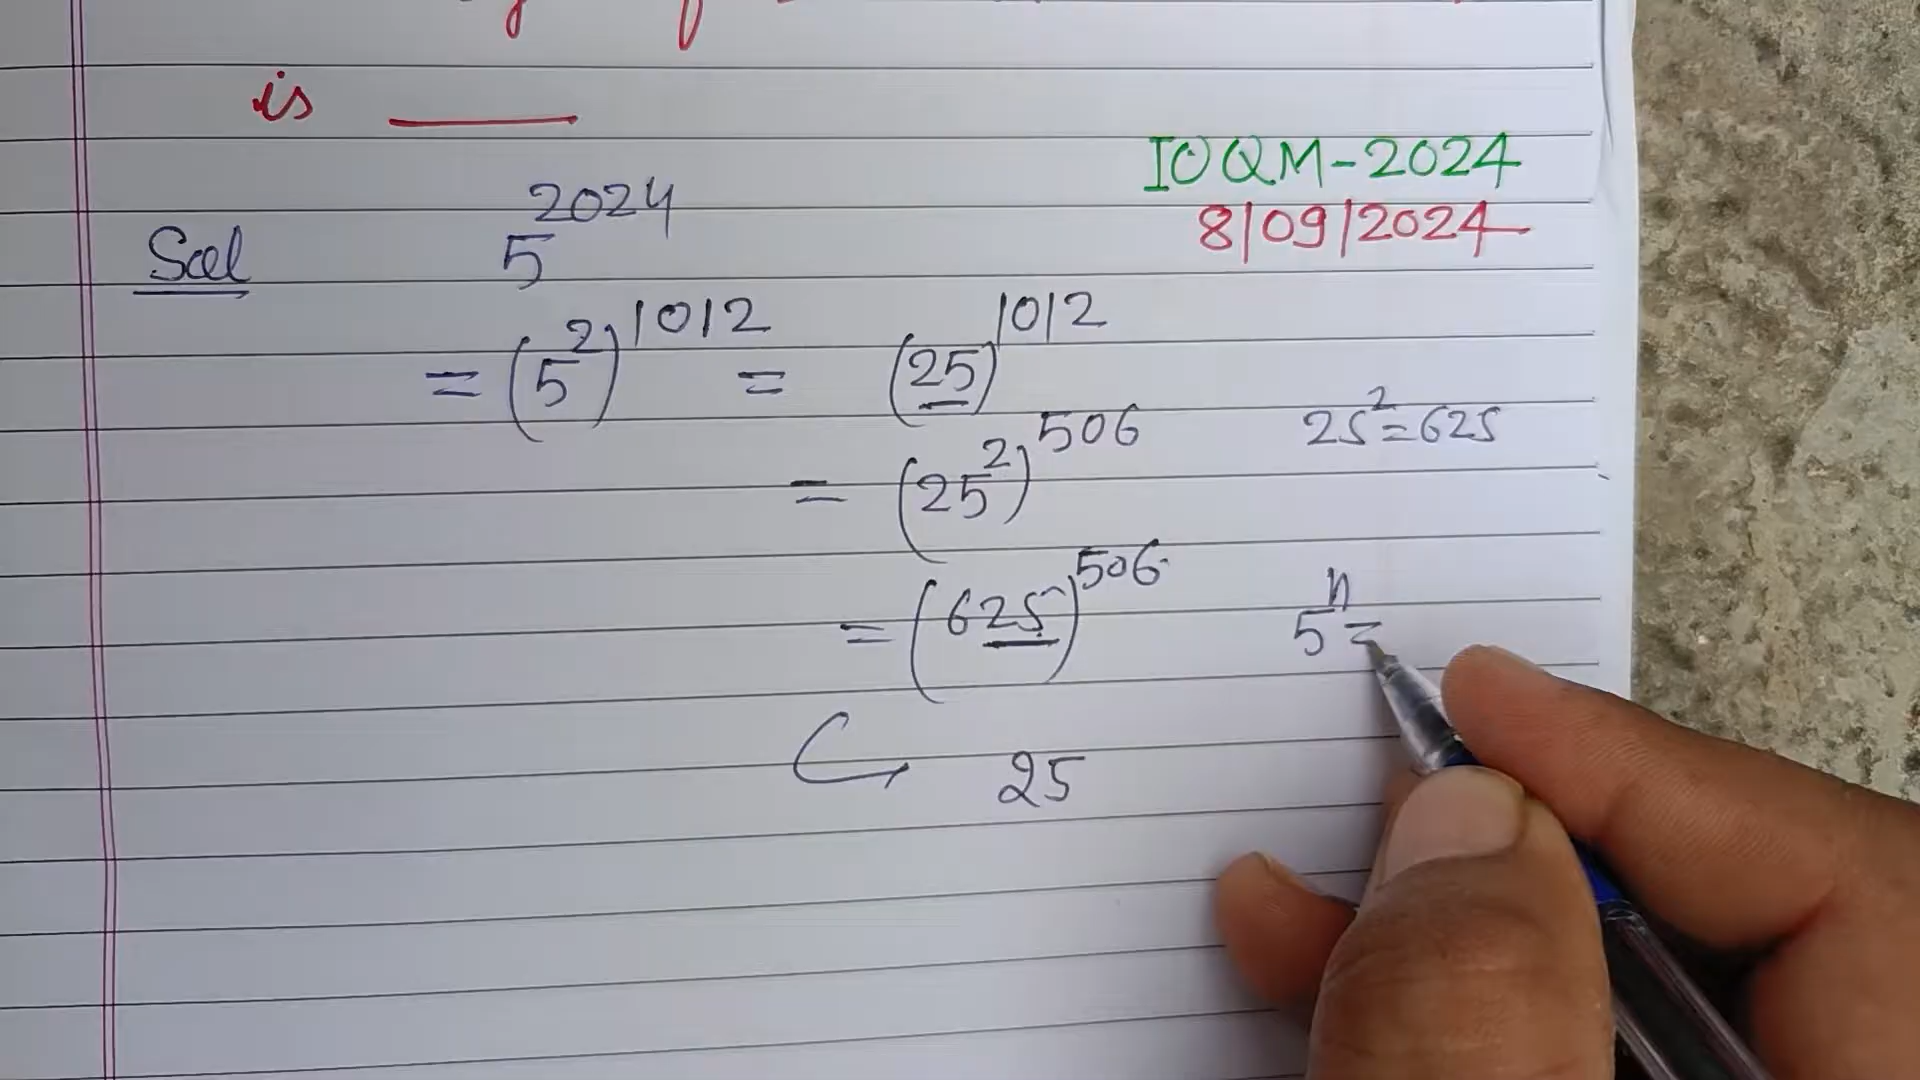 is ____
IOQM-2024
8/09/2024
Sol 5^2024
= (5^2)^1012 = (25)^1012
= (25^2)^506 25^2=625
= (625)^506 5^n=
25